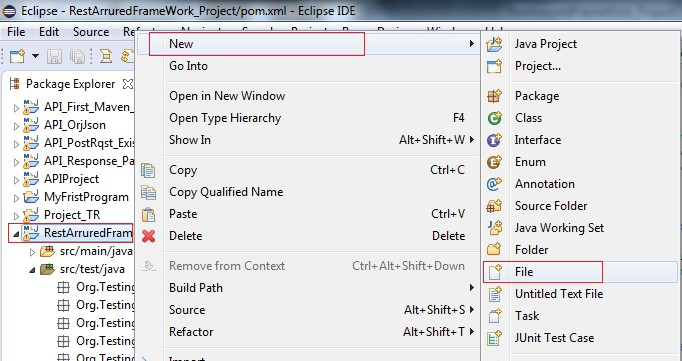 Eclipse - RestArruredFrameWork_Project/pom.xml - Eclipse IDE
File Edit Source
Package Explorer
API_First_Maven_
API_OrjJson
API_PostRqst_Exis
API_Response_Pa
APIProject
MyFristProgram
Project_TR
RestArruredFram
src/main/java
src/test/java
Org.Testing
Org.Testing
Org.Testing
Org.Testing
New
Go Into
Open in New Window
Open Type Hierarchy F4
Show In Alt+Shift+W
Copy Ctrl+C
Copy Qualified Name
Paste Ctrl+V
Delete Delete
Remove from Context Ctrl+Alt+Shift+Down
Build Path
Source Alt+Shift+S
Refactor Alt+Shift+T
Import
Java Project
Project...
Package
Class
Interface
Enum
Annotation
Source Folder
Java Working Set
Folder
File
Untitled Text File
Task
JUnit Test Case